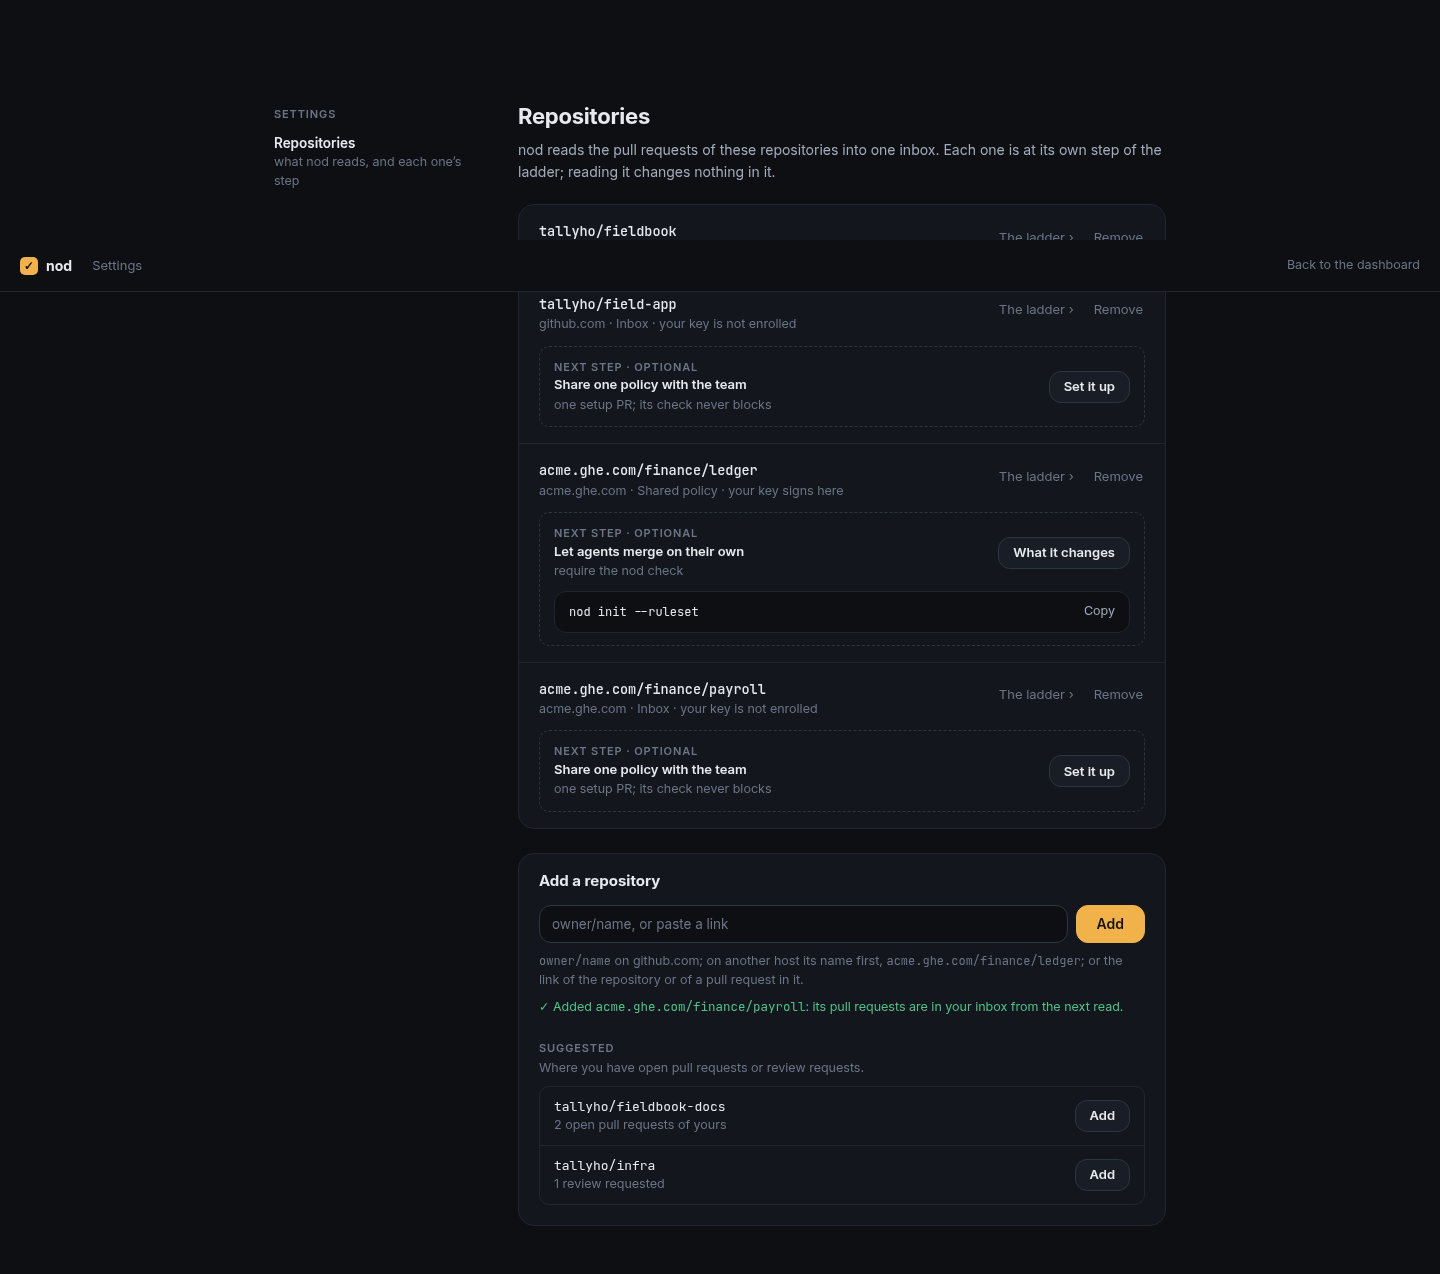 SETTINGS
Repositories
what nod reads, and each one's
step
Repositories
nod reads the pull requests of these repositories into one inbox. Each one is at its own step of the
ladder; reading it changes nothing in it.
tallyho/fieldbook
The ladder › Remove
✓ nod Settings Back to the dashboard
tallyho/field-app
The ladder › Remove
github.com · Inbox · your key is not enrolled
NEXT STEP · OPTIONAL
Share one policy with the team
one setup PR; its check never blocks
Set it up
acme.ghe.com/finance/ledger
The ladder › Remove
acme.ghe.com · Shared policy · your key signs here
NEXT STEP · OPTIONAL
Let agents merge on their own
require the nod check
What it changes
nod init --ruleset
Copy
acme.ghe.com/finance/payroll
The ladder › Remove
acme.ghe.com · Inbox · your key is not enrolled
NEXT STEP · OPTIONAL
Share one policy with the team
one setup PR; its check never blocks
Set it up
Add a repository
owner/name, or paste a link
Add
owner/name on github.com; on another host its name first, acme.ghe.com/finance/ledger; or the
link of the repository or of a pull request in it.
✓ Added acme.ghe.com/finance/payroll: its pull requests are in your inbox from the next read.
SUGGESTED
Where you have open pull requests or review requests.
tallyho/fieldbook-docs
2 open pull requests of yours
Add
tallyho/infra
1 review requested
Add